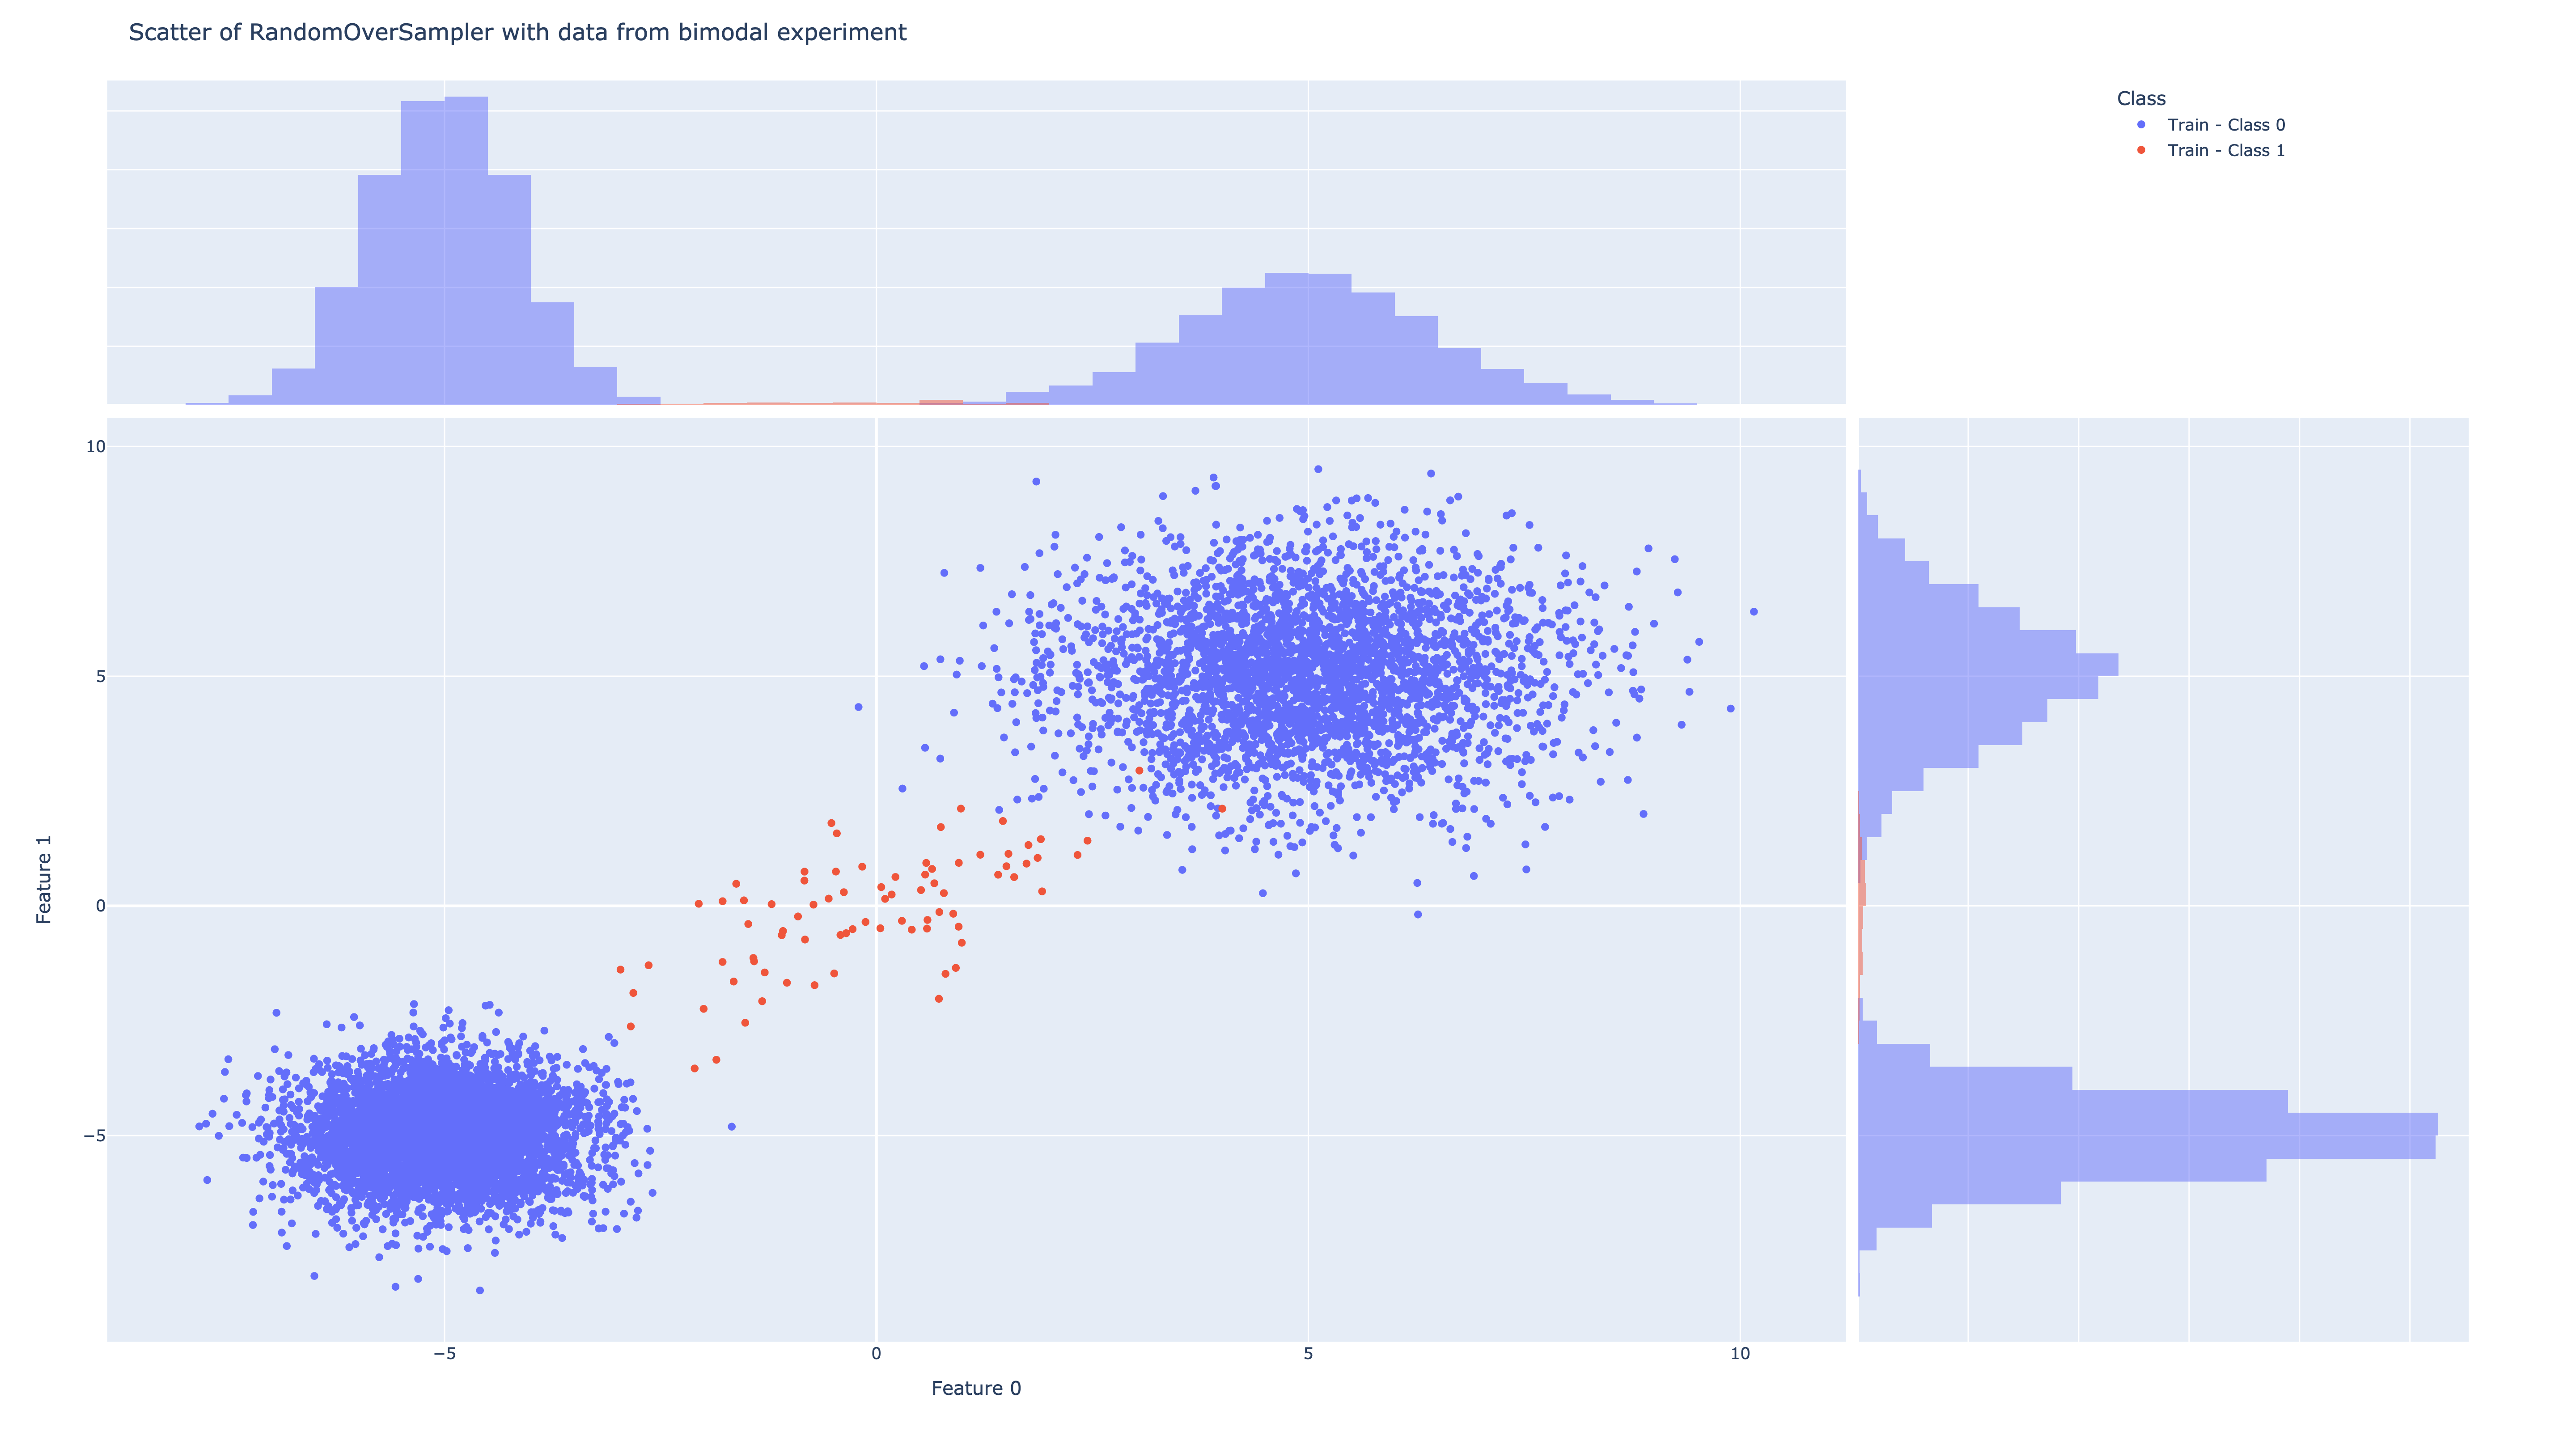 Scatter of RandomOverSampler with data from bimodal experiment
Class
Train - Class 0
Train - Class 1
10
5
0
−5
Feature 1
−5
0
5
10
Feature 0